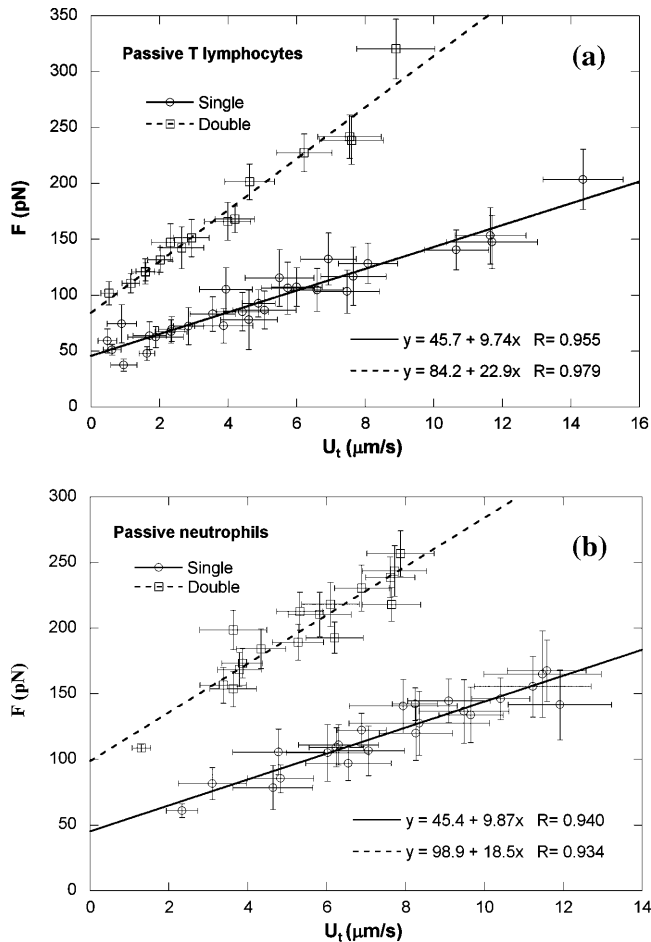 350
300
250
200
150
100
50
0
F (pN)
Passive T lymphocytes
(a)
Single
Double
y = 45.7 + 9.74x R = 0.955
y = 84.2 + 22.9x R = 0.979
0 2 4 6 8 10 12 14 16
Uₜ (μm/s)
300
250
200
150
100
50
0
F (pN)
Passive neutrophils
(b)
Single
Double
y = 45.4 + 9.87x R = 0.940
y = 98.9 + 18.5x R = 0.934
0 2 4 6 8 10 12 14
Uₜ (μm/s)